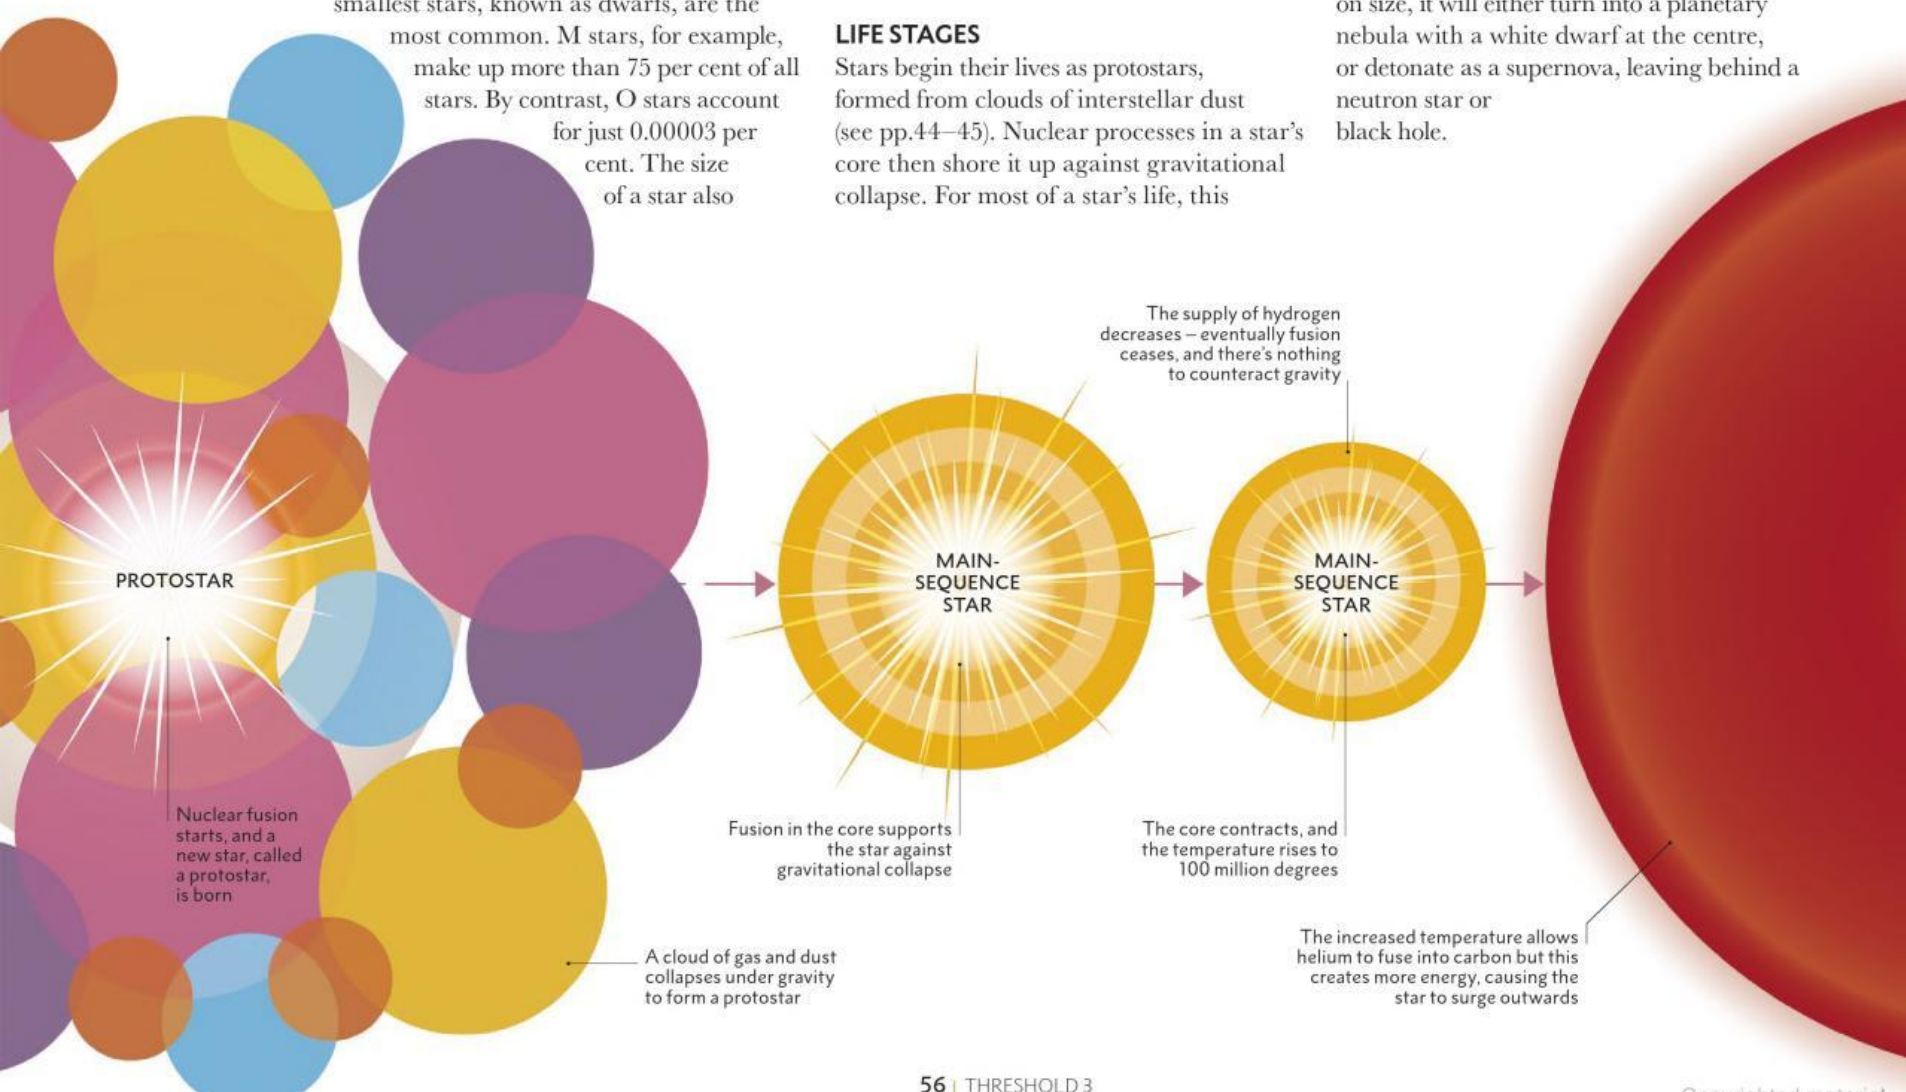 smallest stars, known as dwarfs, are the
most common. M stars, for example,
make up more than 75 per cent of all
stars. By contrast, O stars account
for just 0.00003 per
cent. The size
of a star also
LIFE STAGES
Stars begin their lives as protostars,
formed from clouds of interstellar dust
(see pp.44–45). Nuclear processes in a star's
core then shore it up against gravitational
collapse. For most of a star's life, this
on size, it will either turn into a planetary
nebula with a white dwarf at the centre,
or detonate as a supernova, leaving behind a
neutron star or
black hole.
The supply of hydrogen
decreases – eventually fusion
ceases, and there's nothing
to counteract gravity
PROTOSTAR
MAIN-
SEQUENCE
STAR
MAIN-
SEQUENCE
STAR
Nuclear fusion
starts, and a
new star, called
a protostar,
is born
Fusion in the core supports
the star against
gravitational collapse
The core contracts, and
the temperature rises to
100 million degrees
A cloud of gas and dust
collapses under gravity
to form a protostar
The increased temperature allows
helium to fuse into carbon but this
creates more energy, causing the
star to surge outwards
56 | THRESHOLD 3
Copyrighted material